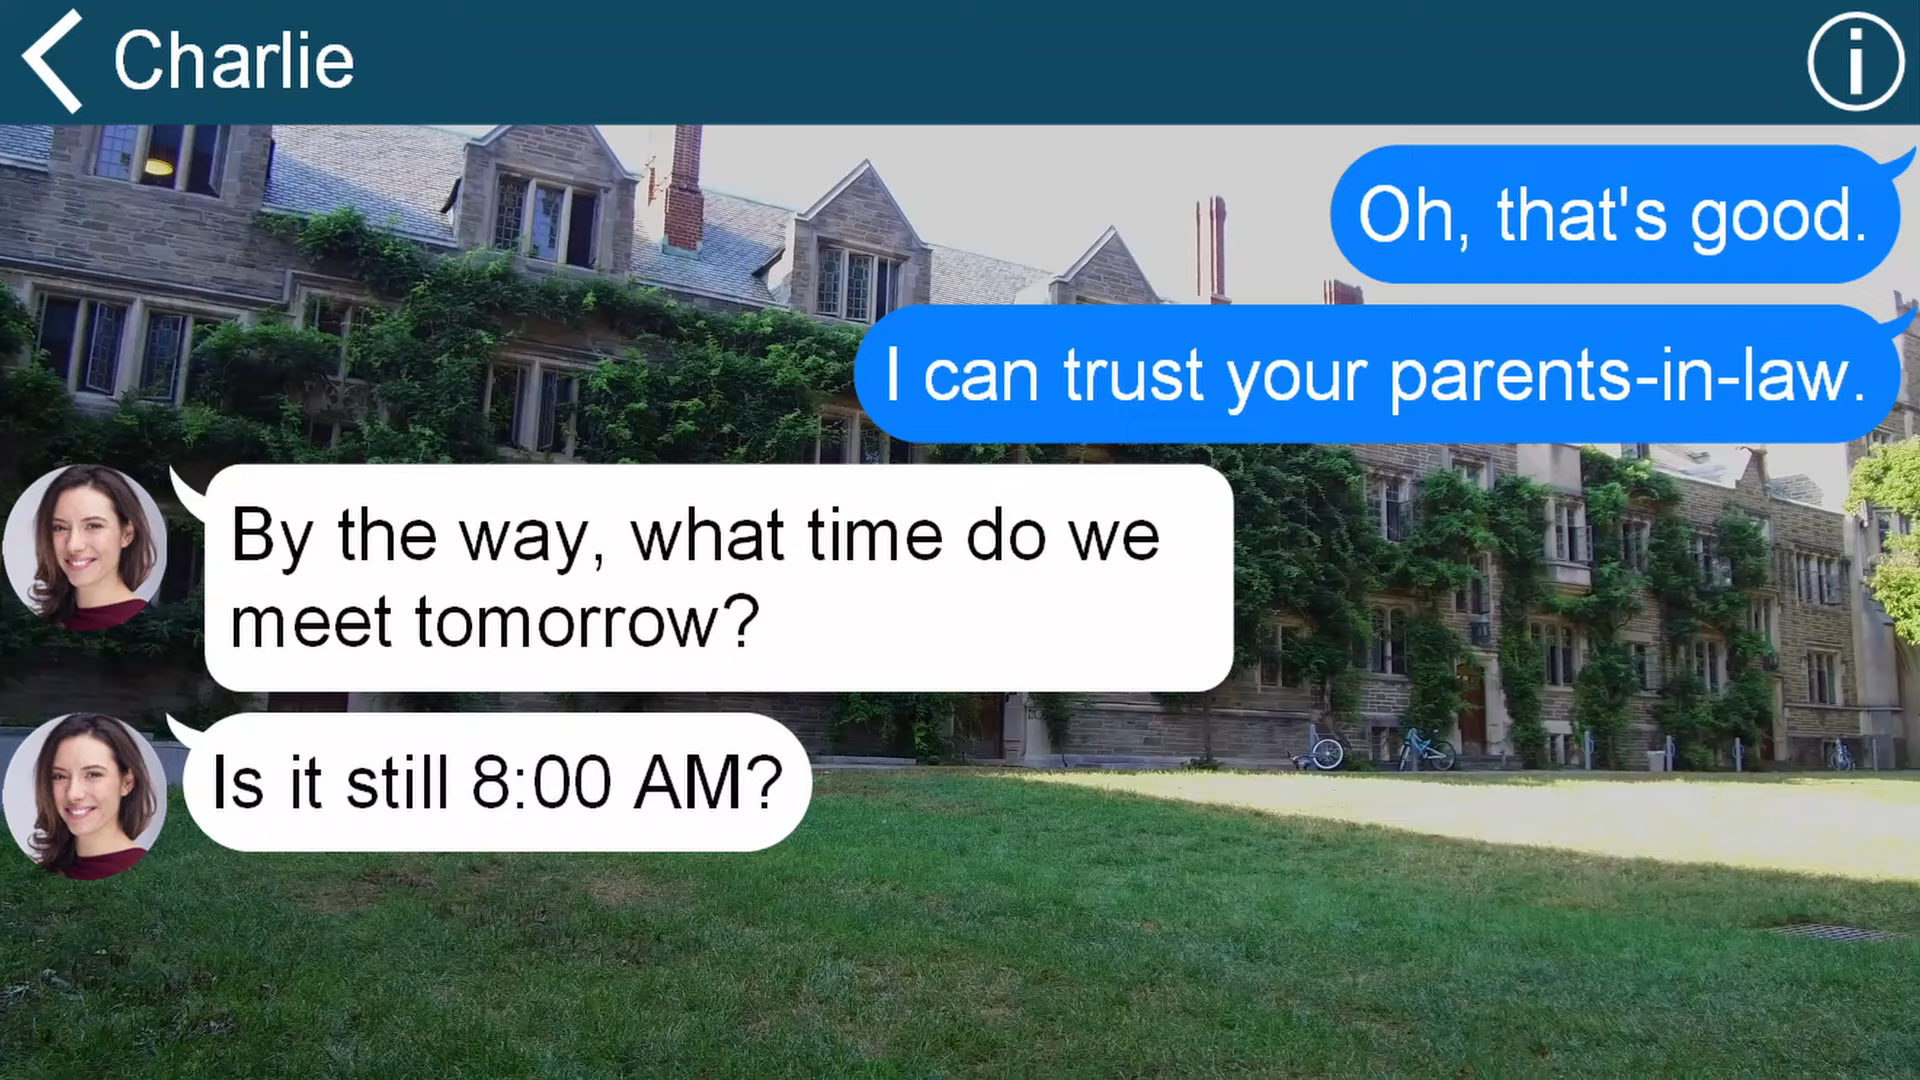 Charlie
Oh, that's good.
I can trust your parents-in-law.
By the way, what time do we
meet tomorrow?
Is it still 8:00 AM?